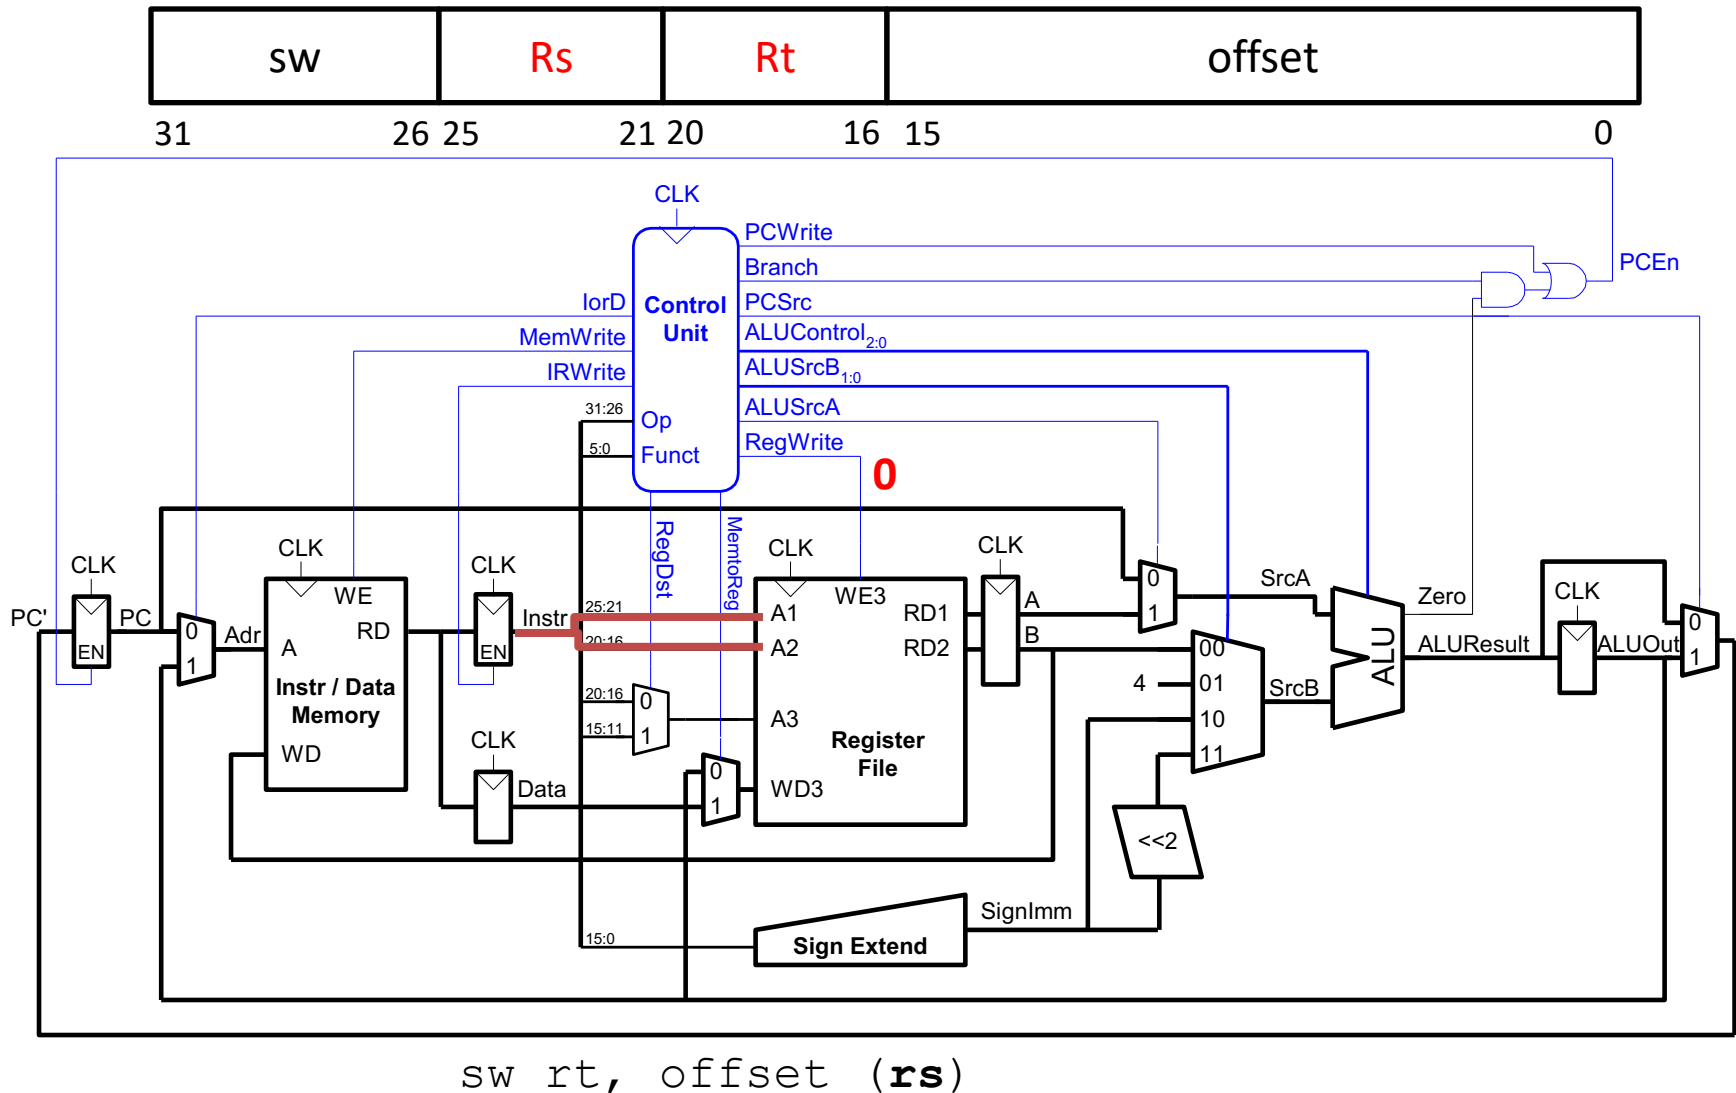 sw Rs Rt offset
31 26 25 21 20 16 15 0
CLK
PCWrite
Branch
PCEn
IorD
Control Unit
PCSrc
MemWrite
ALUControl2:0
IRWrite
ALUSrcB1:0
31:26
Op
ALUSrcA
5:0
Funct
RegWrite
0
RegDst
MemtoReg
CLK
CLK
CLK
CLK
CLK
CLK
PC'
EN
PC
0
1
Adr
WE
A
RD
Instr / Data
Memory
WD
EN
Instr
CLK
Data
25:21
20:16
20:16
15:11
0
1
0
1
A1
A2
A3
WD3
WE3
RD1
RD2
Register
File
A
B
0
1
SrcA
4
00
01
10
11
SrcB
ALU
Zero
ALUResult
ALUOut
0
1
<<2
SignImm
15:0
Sign Extend
sw rt, offset (rs)